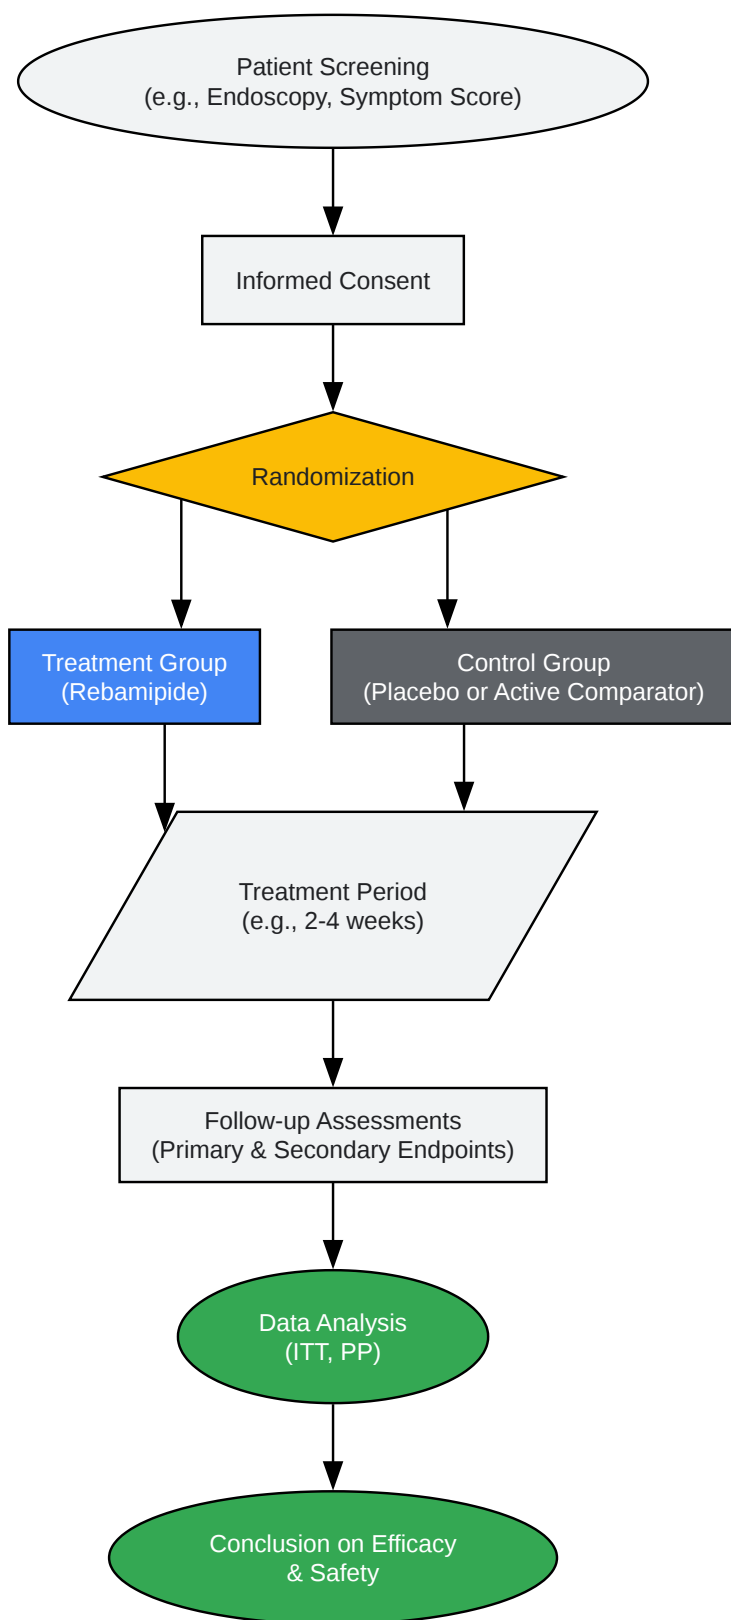 Patient Screening
(e.g., Endoscopy, Symptom Score)
Informed Consent
Randomization
Treatment Group
(Rebamipide)
Control Group
(Placebo or Active Comparator)
Treatment Period
(e.g., 2-4 weeks)
Follow-up Assessments
(Primary & Secondary Endpoints)
Data Analysis
(ITT, PP)
Conclusion on Efficacy
& Safety